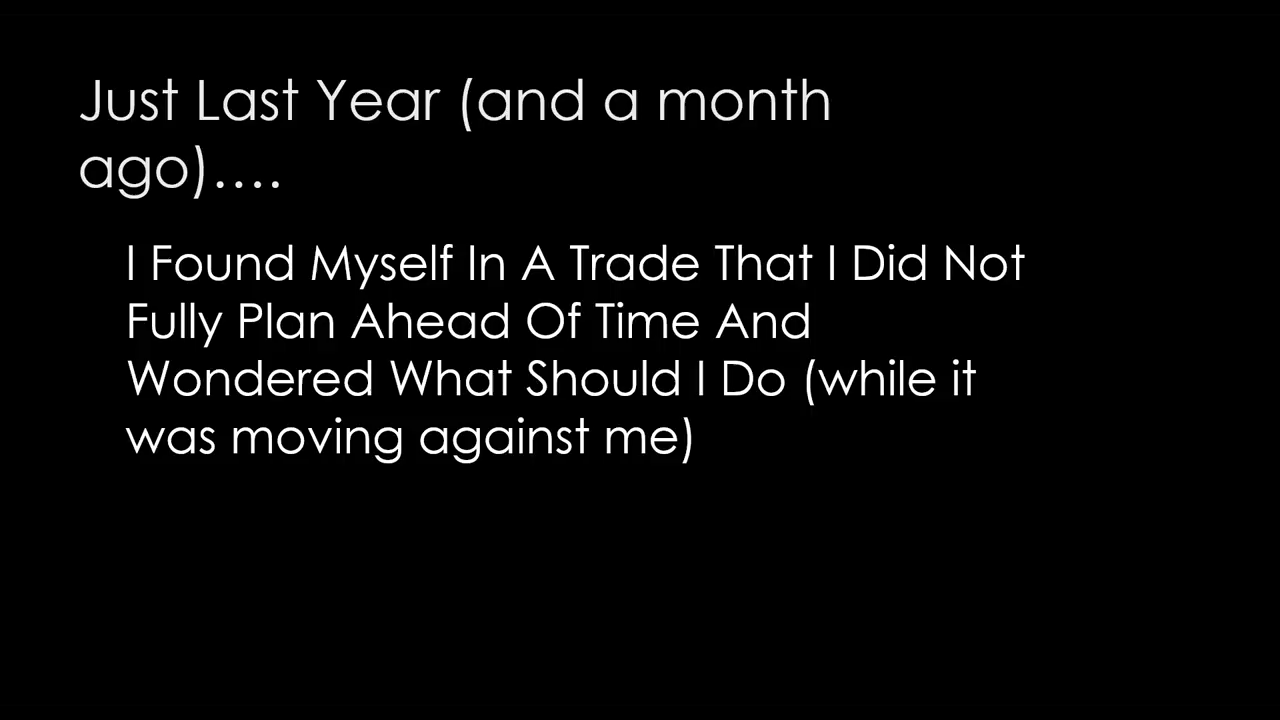 Just Last Year (and a month
ago)....
I Found Myself In A Trade That I Did Not
Fully Plan Ahead Of Time And
Wondered What Should I Do (while it
was moving against me)